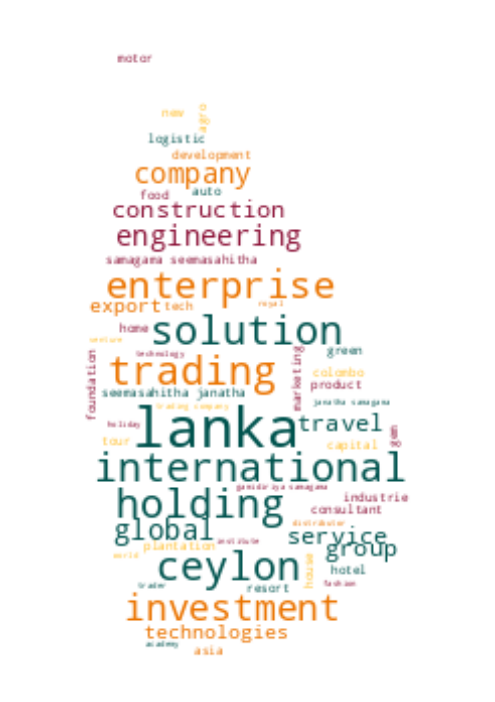 motor
new
agro
logistic
development
company
food
auto
construction
engineering
samagama seemasahitha
enterprise
export
tech
royal
home
solution
venture
foundation
technology
green
trading
marketing
colombo
product
seemasahitha janatha
janatha samagama
trading company
lanka
holiday
travel
tour
capital
international
gamidiriya samagama
holding
industrie
consultant
global
distributor
service
institute
plantation
group
world
ceylon
house
hotel
trader
resort
fashion
investment
technologies
academy
asia